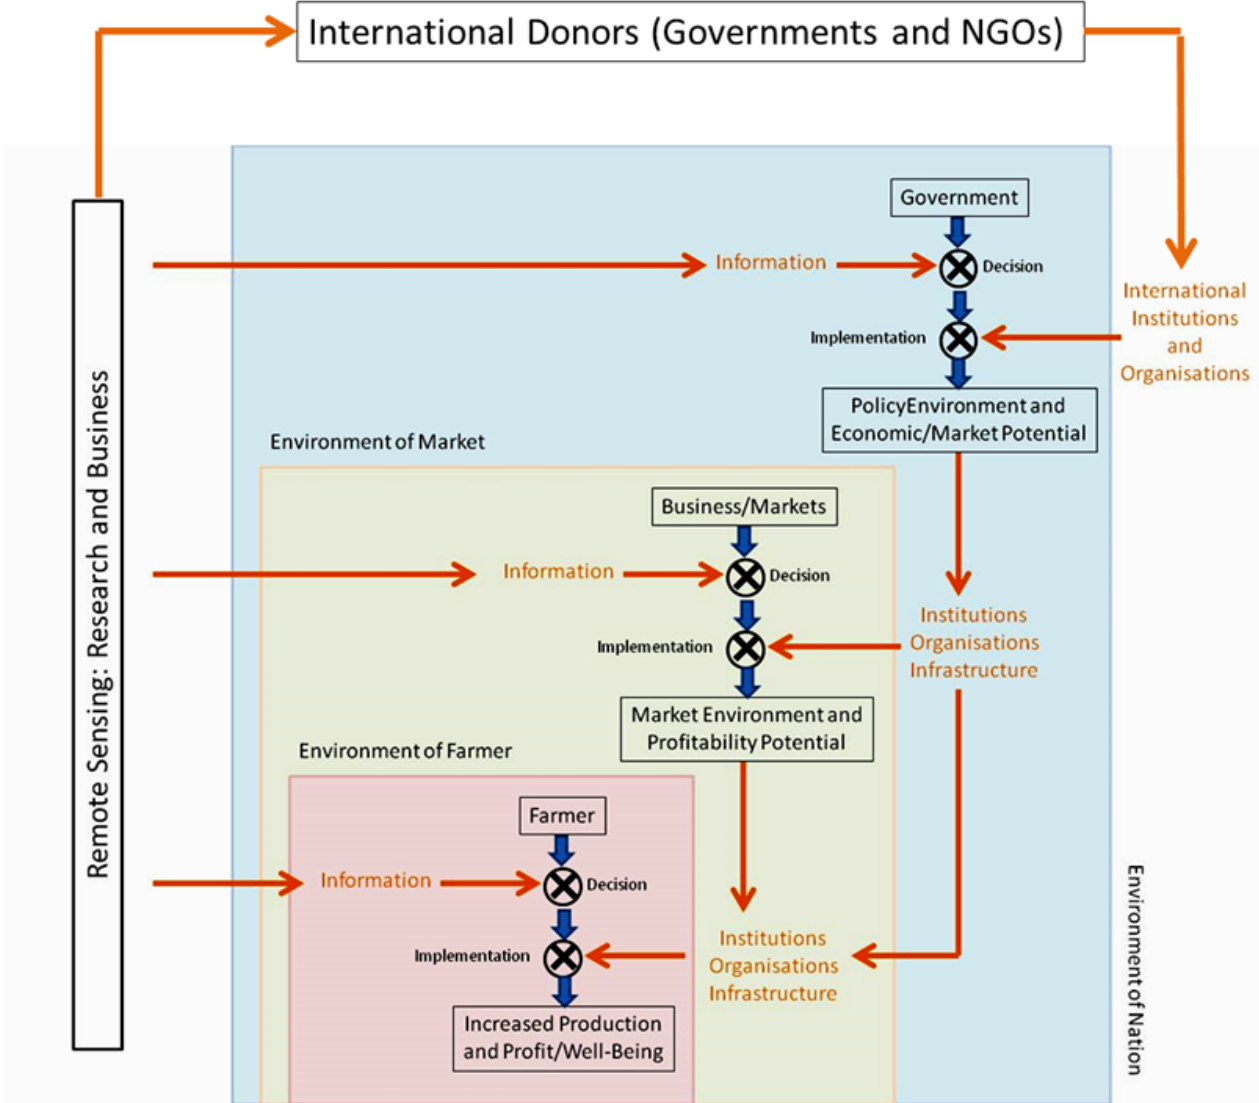 International Donors (Governments and NGOs)
Remote Sensing: Research and Business
Government
Information
Decision
International
Institutions
and
Organisations
Implementation
PolicyEnvironment and
Economic/Market Potential
Environment of Market
Business/Markets
Information
Decision
Institutions
Organisations
Infrastructure
Implementation
Market Environment and
Profitability Potential
Environment of Farmer
Farmer
Information
Decision
Institutions
Organisations
Infrastructure
Implementation
Increased Production
and Profit/Well-Being
Environment of Nation